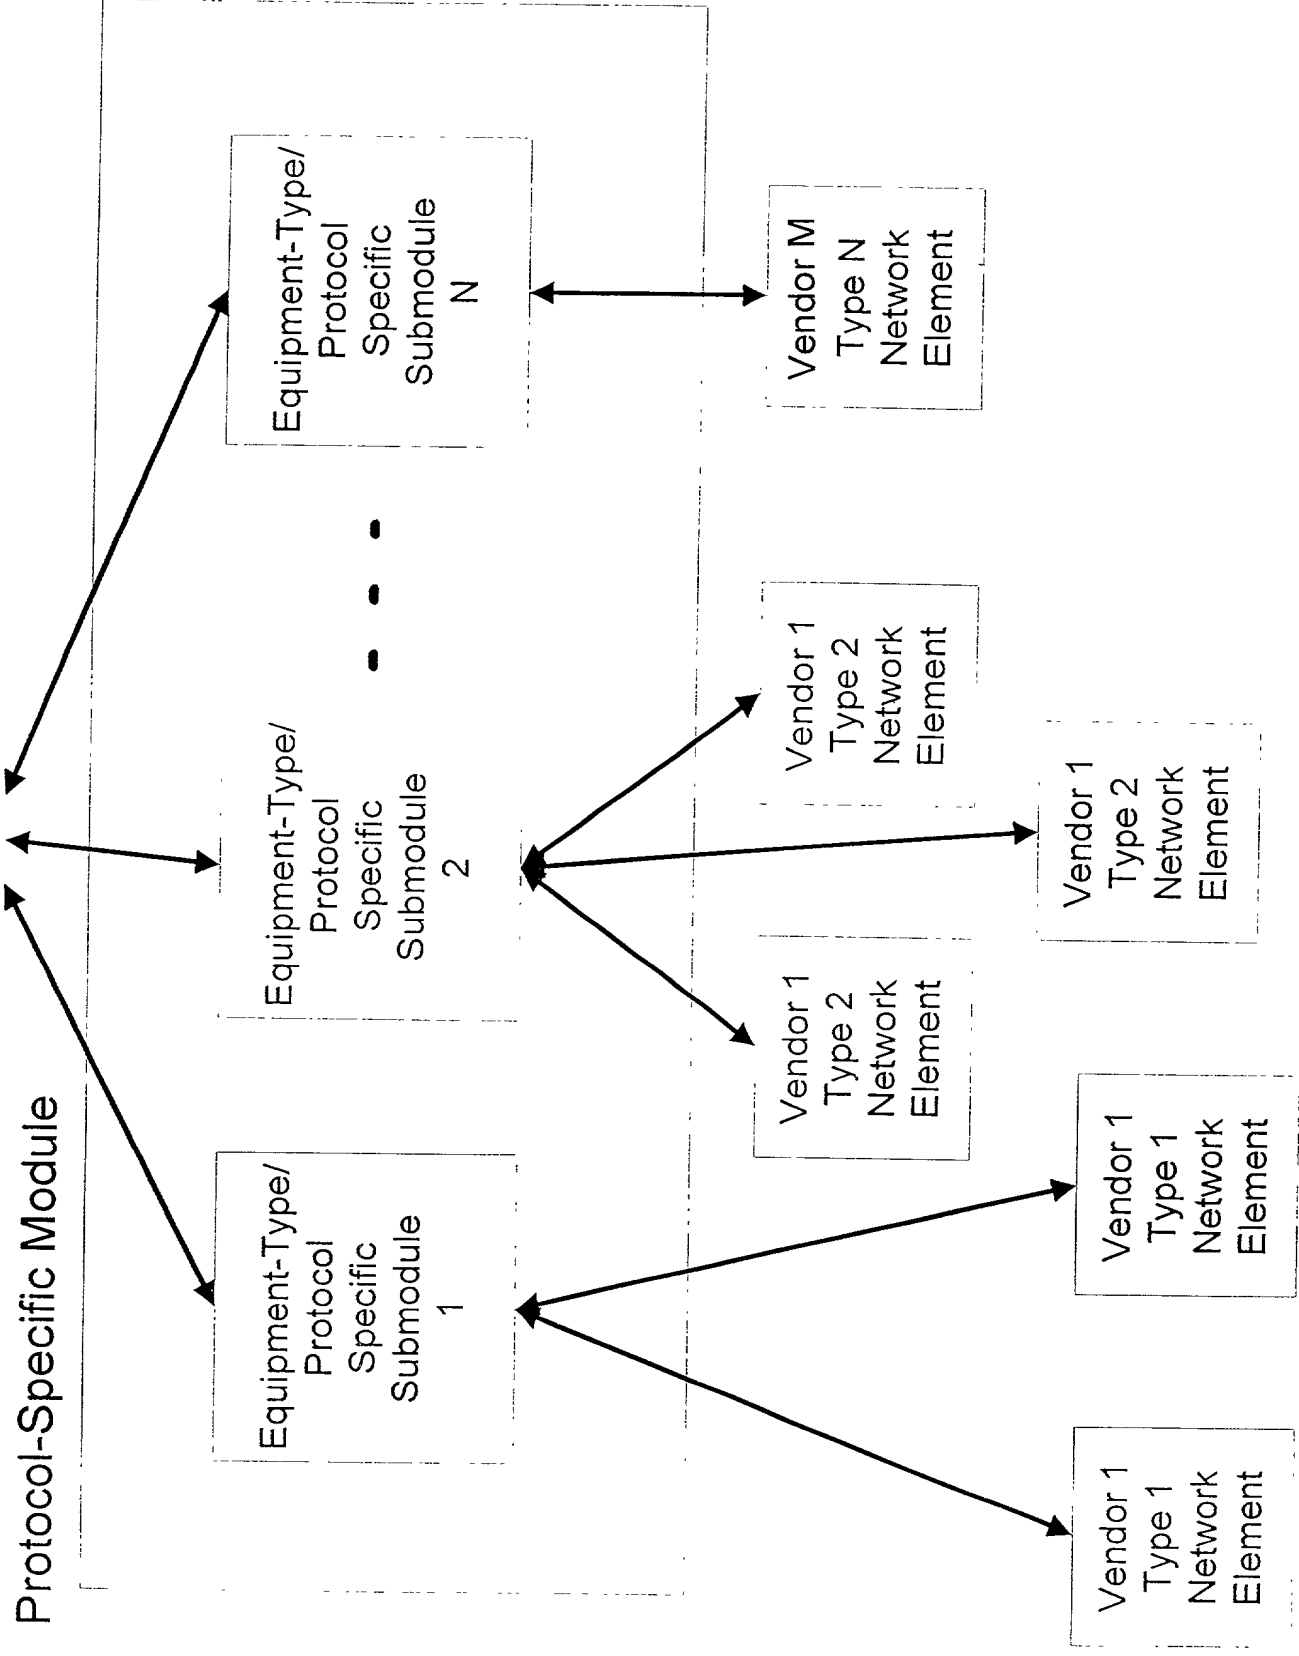 Protocol-Specific Module
Equipment-Type/
Protocol
Specific
Submodule
1
Equipment-Type/
Protocol
Specific
Submodule
2
Equipment-Type/
Protocol
Specific
Submodule
N
Vendor 1
Type 1
Network
Element
Vendor 1
Type 1
Network
Element
Vendor 1
Type 2
Network
Element
Vendor 1
Type 2
Network
Element
Vendor 1
Type 2
Network
Element
Vendor M
Type N
Network
Element